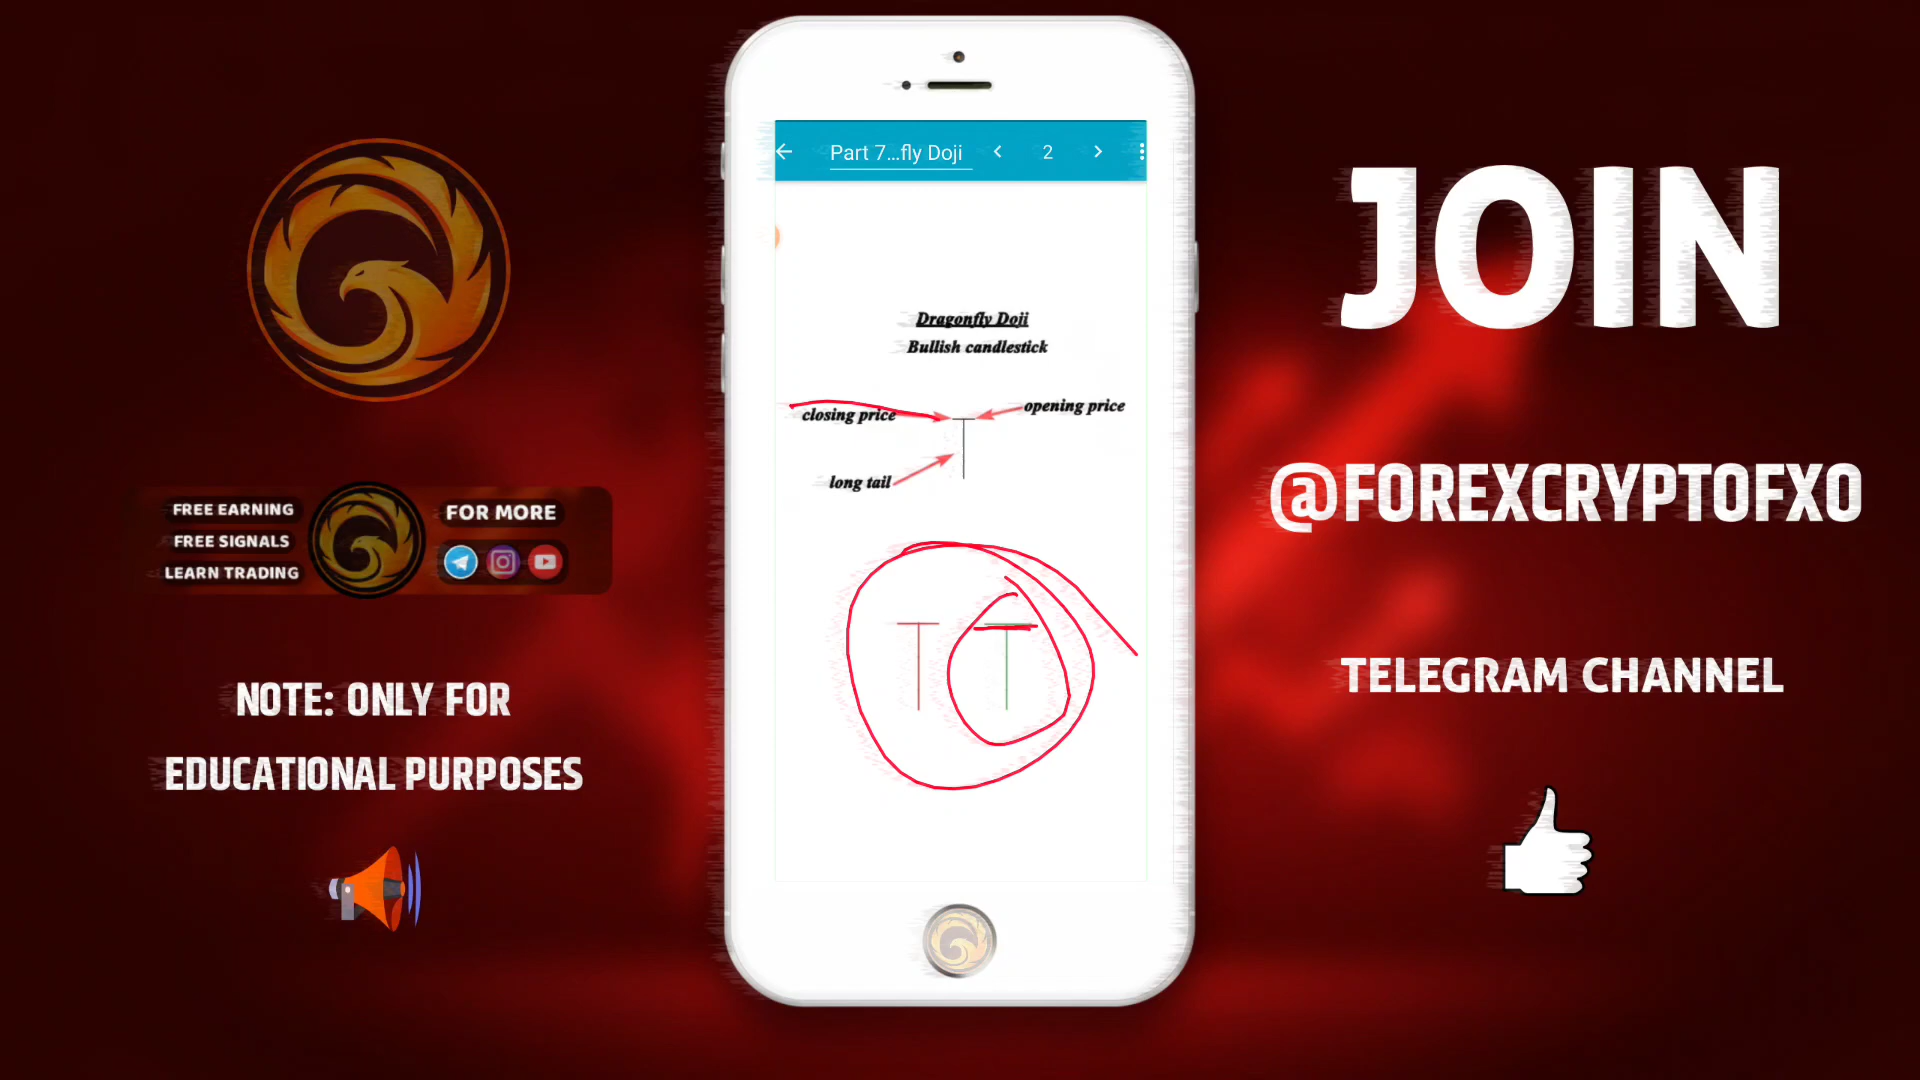 FREE EARNING
FREE SIGNALS
LEARN TRADING
FOR MORE
NOTE: ONLY FOR
EDUCATIONAL PURPOSES
Part 7...fly Doji
2
Dragonfly Doji
Bullish candlestick
closing price
opening price
long tail
JOIN
@FOREXCRYPTOFXO
TELEGRAM CHANNEL